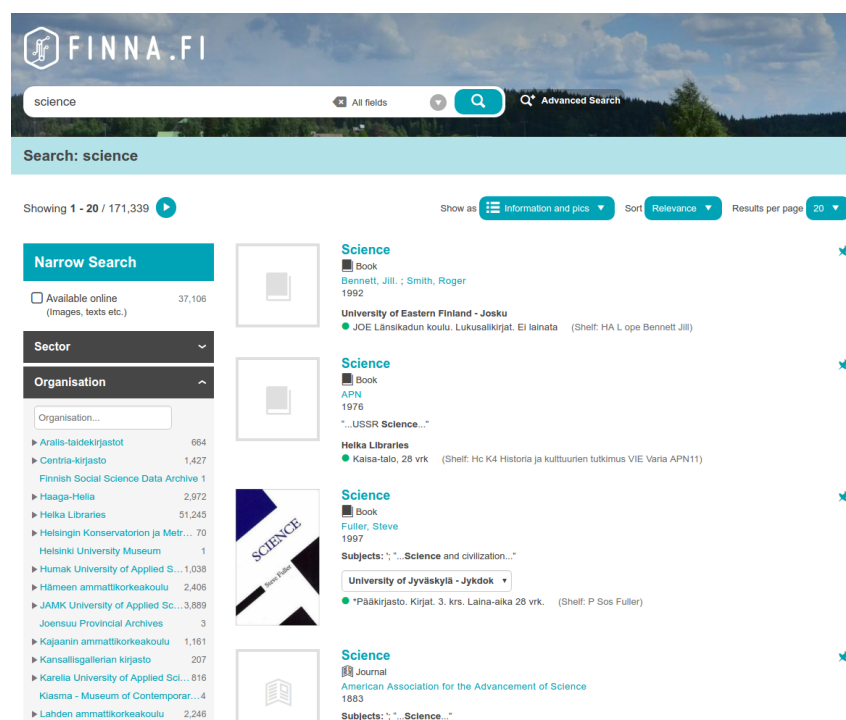 FINNA.FI
science
All fields
Advanced Search
Search: science
Showing 1 - 20 / 171,339
Show as Information and pics Sort Relevance Results per page 20
Narrow Search
Available online 37,106
(Images, texts etc.)
Sector
Organisation
Organisation...
Aralis-taidekirjastot 664
Centria-kirjasto 1,427
Finnish Social Science Data Archive 1
Haaga-Helia 2,972
Helka Libraries 51,245
Helsingin Konservatorion ja Metr... 70
Helsinki University Museum 1
Humak University of Applied S... 1,038
Hämeen ammattikorkeakoulu 2,406
JAMK University of Applied Sc... 3,889
Joensuu Provincial Archives 3
Kajaanin ammattikorkeakoulu 1,161
Kansallisgallerian kirjasto 207
Karelia University of Applied Sci... 816
Kiasma - Museum of Contemporar... 4
Lahden ammattikorkeakoulu 2,246
Science
Book
Bennett, Jill. ; Smith, Roger
1992
University of Eastern Finland - Josku
JOE Länsikadun koulu. Lukusalikirjat. Ei lainata (Shelf: HA L ope Bennett Jill)
Science
Book
APN
1976
"...USSR Science..."
Helka Libraries
Kaisa-talo, 28 vrk (Shelf: Hc K4 Historia ja kulttuurien tutkimus VIE Varia APN11)
SCIENCE
Steve Fuller
Science
Book
Fuller, Steve
1997
Subjects: '; "...Science and civilization..."
University of Jyväskylä - Jykdok
*Pääkirjasto. Kirjat. 3. krs. Laina-aika 28 vrk. (Shelf: P Sos Fuller)
Science
Journal
American Association for the Advancement of Science
1883
Subjects: '; "...Science..."